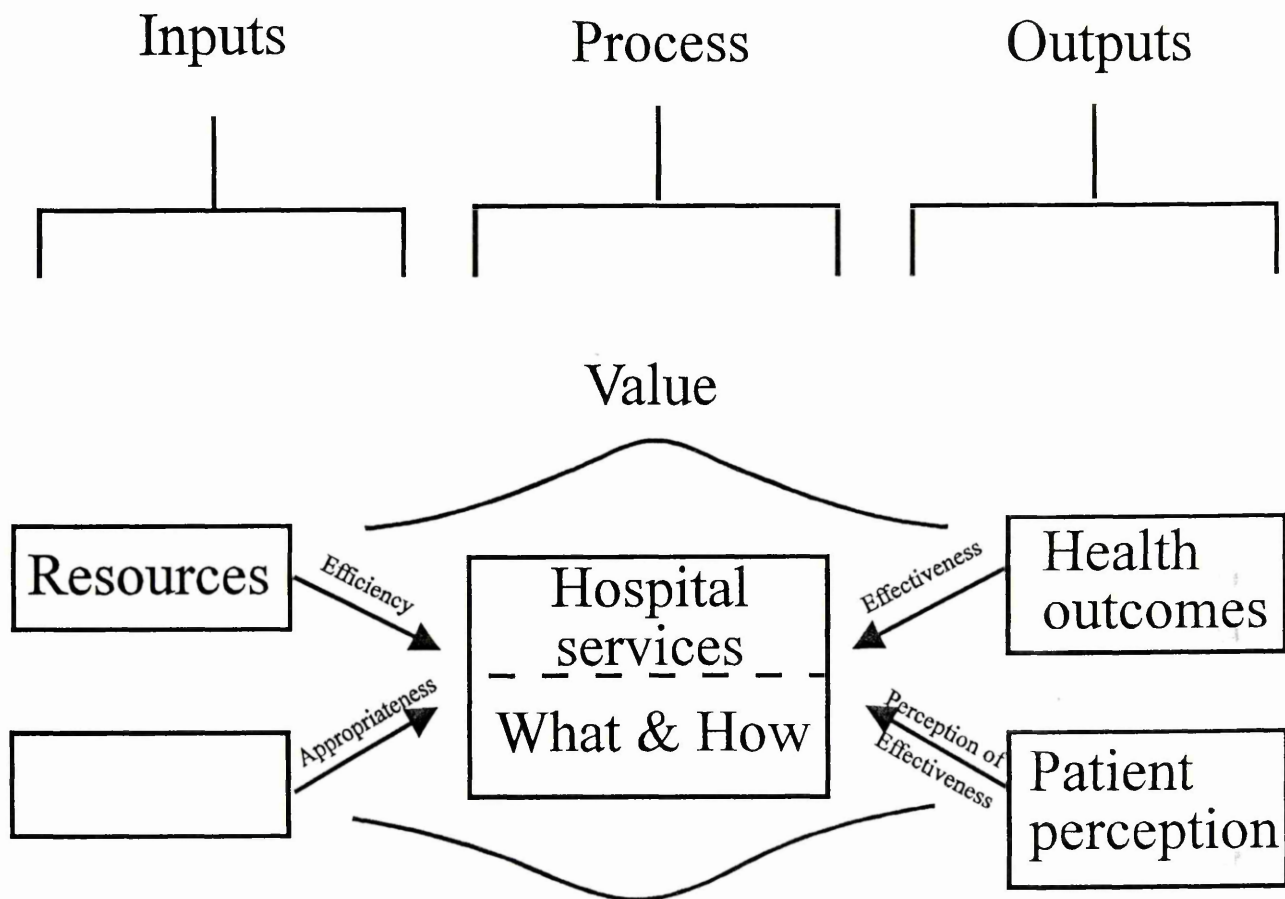 Inputs
Process
Outputs
Value
Resources
Efficiency
Appropriateness
Hospital
services
What & How
Effectiveness
Health
outcomes
Perception of
Effectiveness
Patient
perception